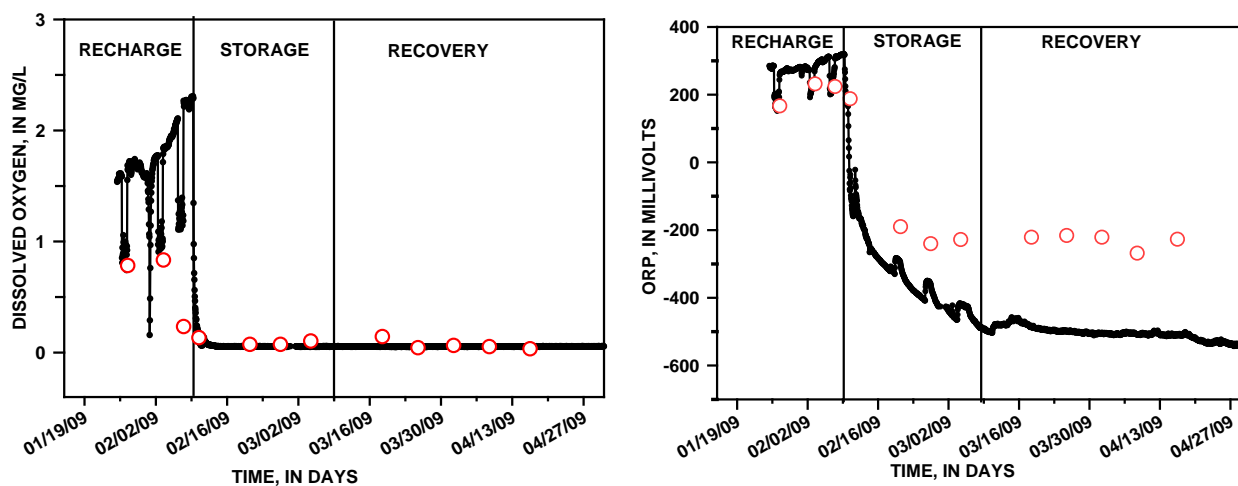 RECHARGE
STORAGE
RECOVERY
DISSOLVED OXYGEN, IN MG/L
3
2
1
0
01/19/09
02/02/09
02/16/09
03/02/09
03/16/09
03/30/09
04/13/09
04/27/09
TIME, IN DAYS
RECHARGE
STORAGE
RECOVERY
ORP, IN MILLIVOLTS
400
200
0
-200
-400
-600
01/19/09
02/02/09
02/16/09
03/02/09
03/16/09
03/30/09
04/13/09
04/27/09
TIME, IN DAYS